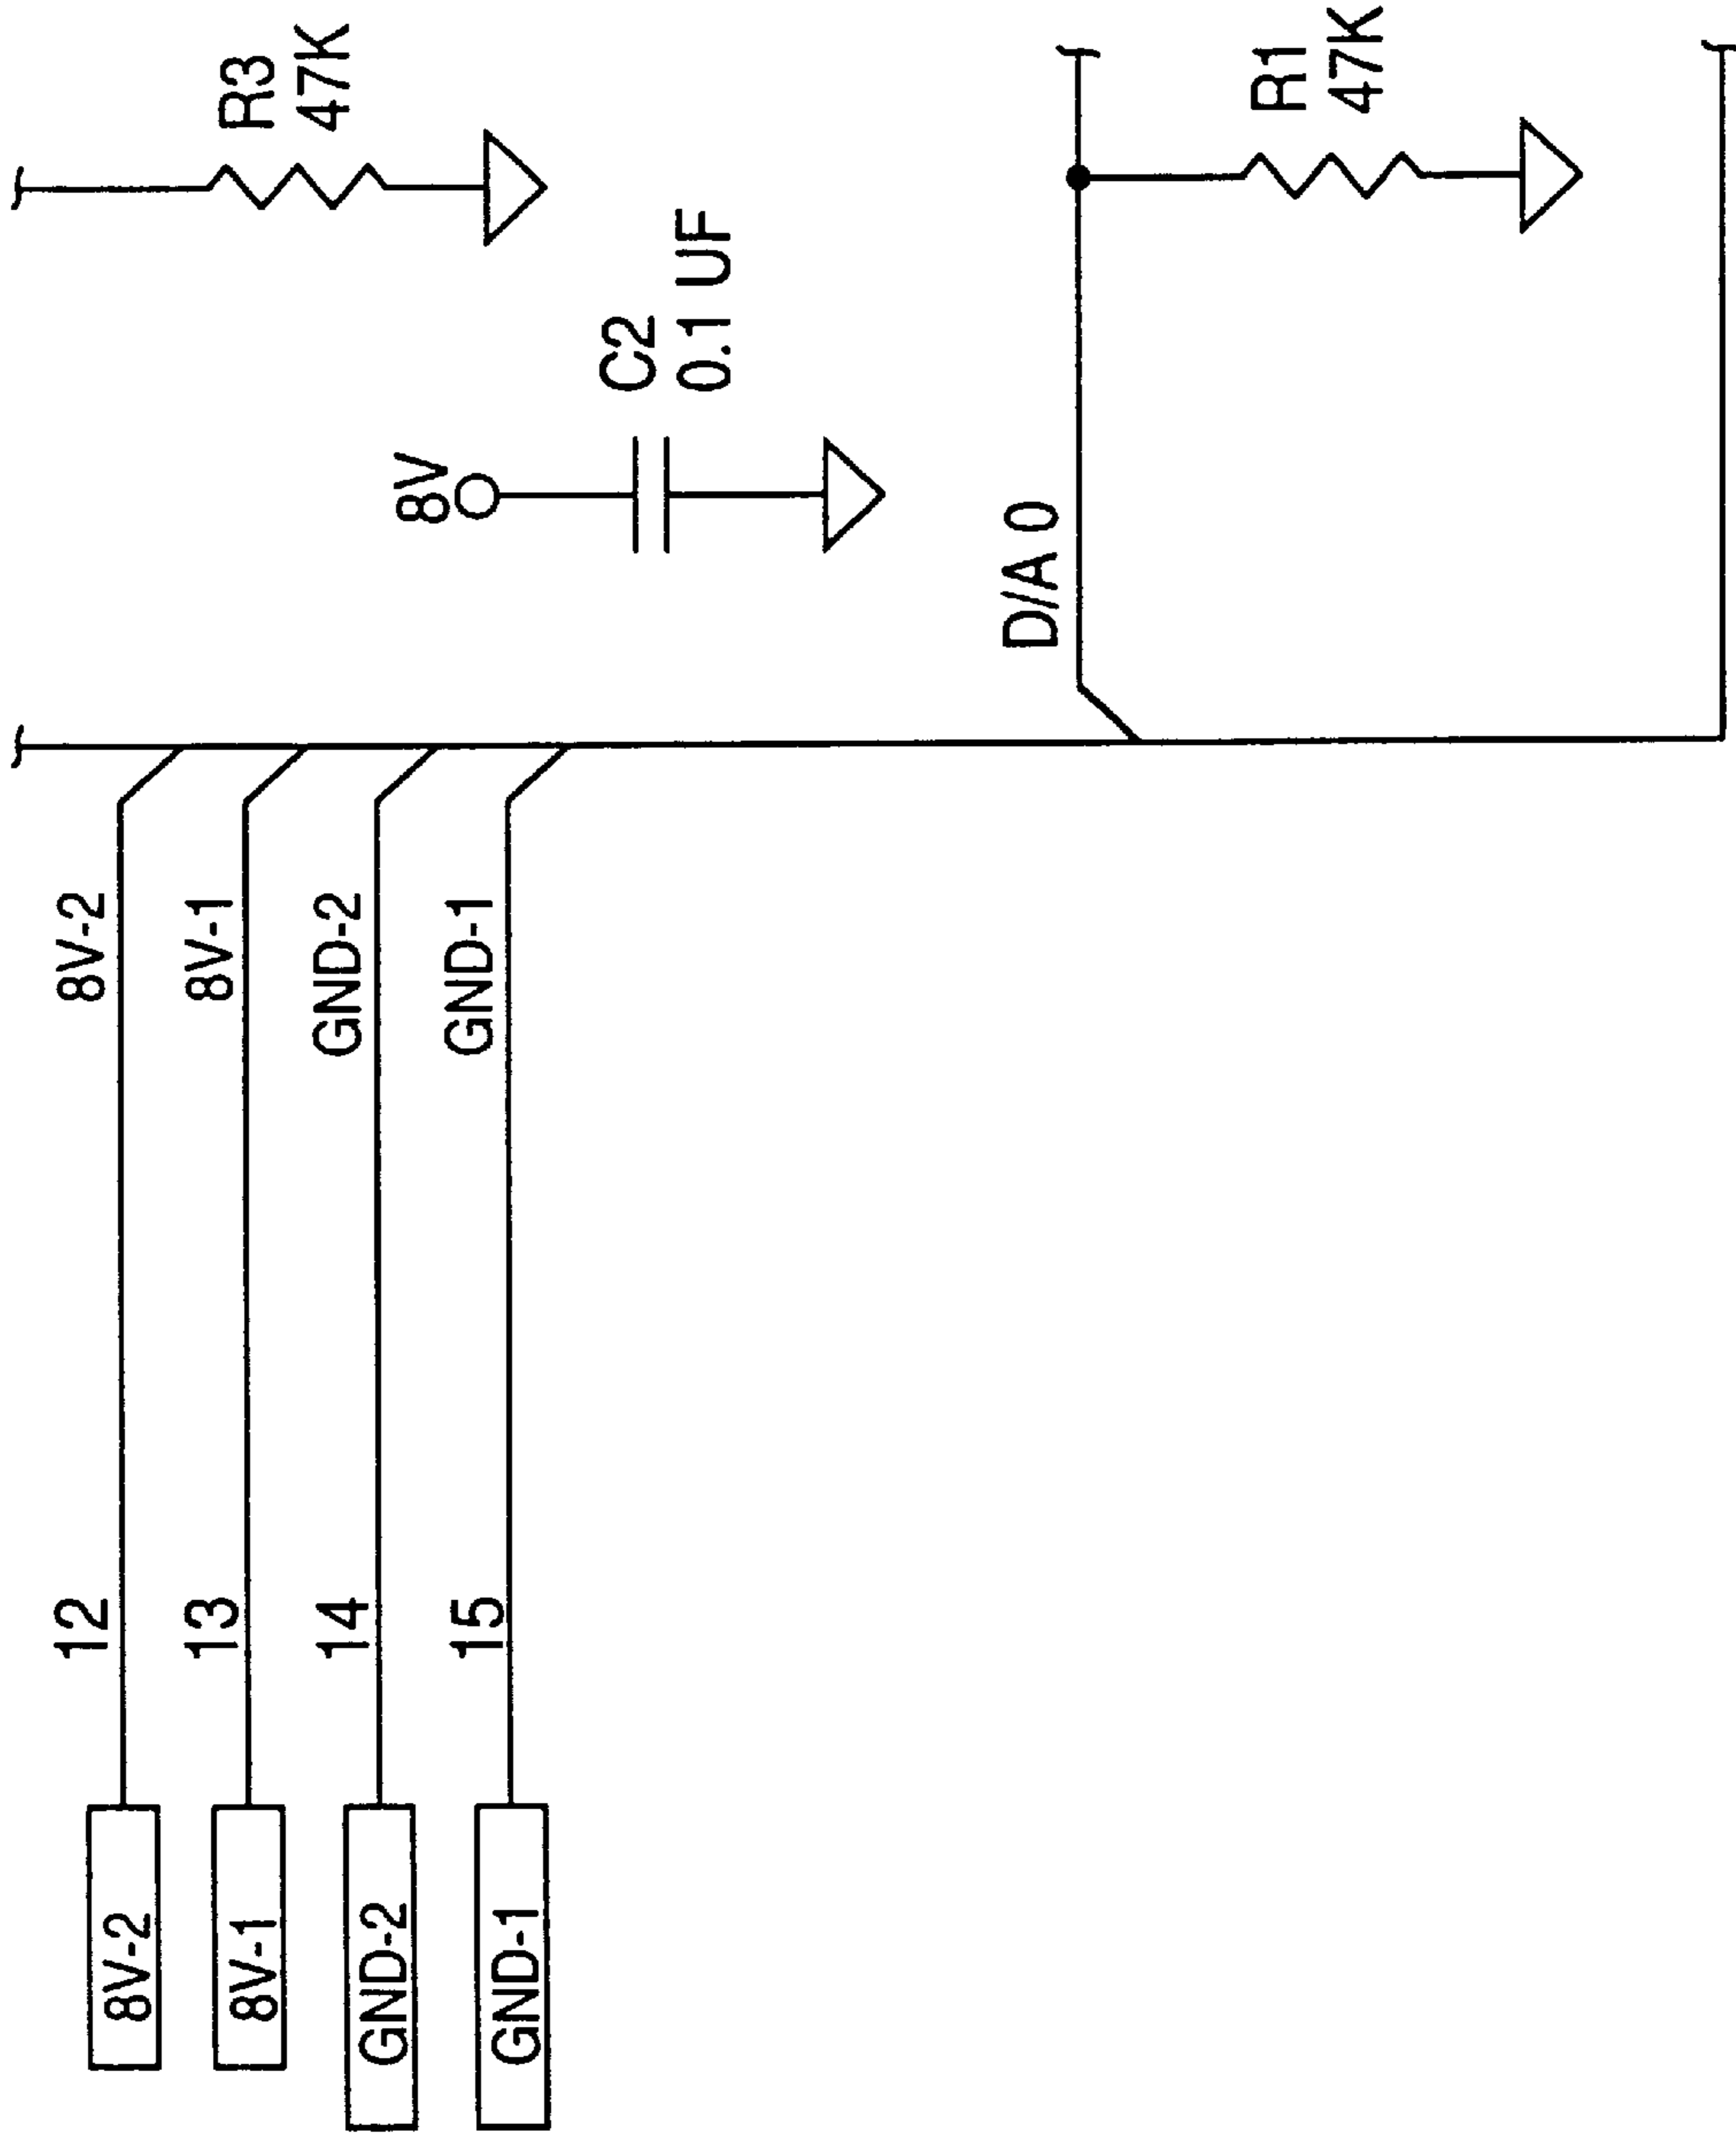 8V-2
12
8V-2
8V-1
13
8V-1
GND-2
14
GND-2
GND-1
15
GND-1
R3
47K
8V
C2
0.1 UF
D/A 0
R1
47K